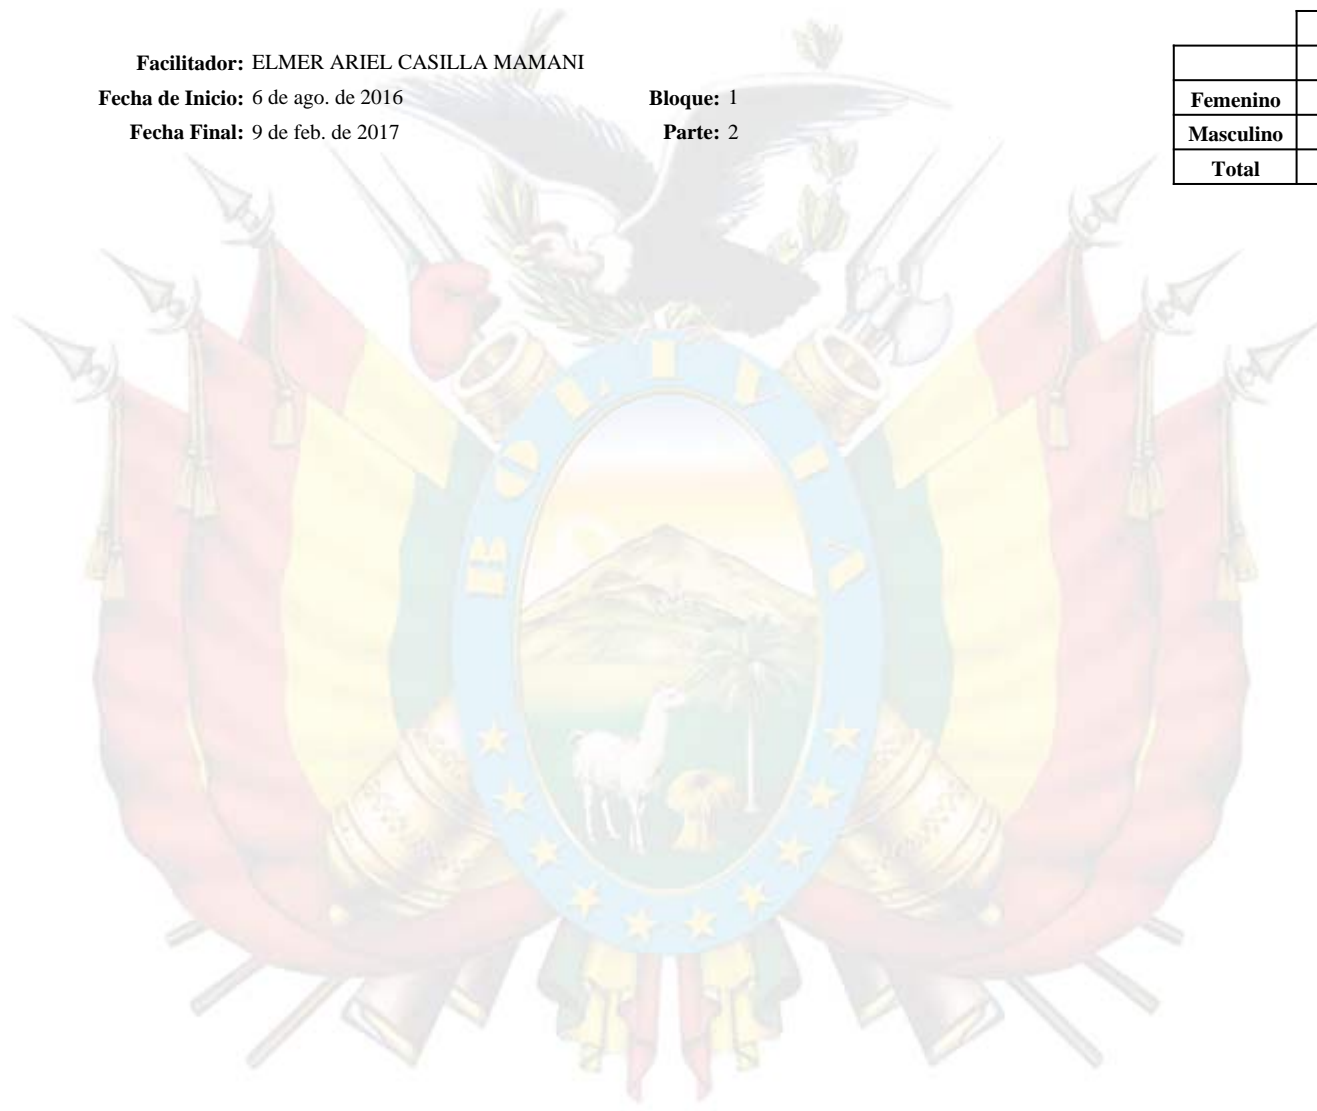 Facilitador: ELMER ARIEL CASILLA MAMANI
Fecha de Inicio: 6 de ago. de 2016 Bloque: 1
Fecha Final: 9 de feb. de 2017 Parte: 2
Femenino
Masculino
Total
BOLIVIA